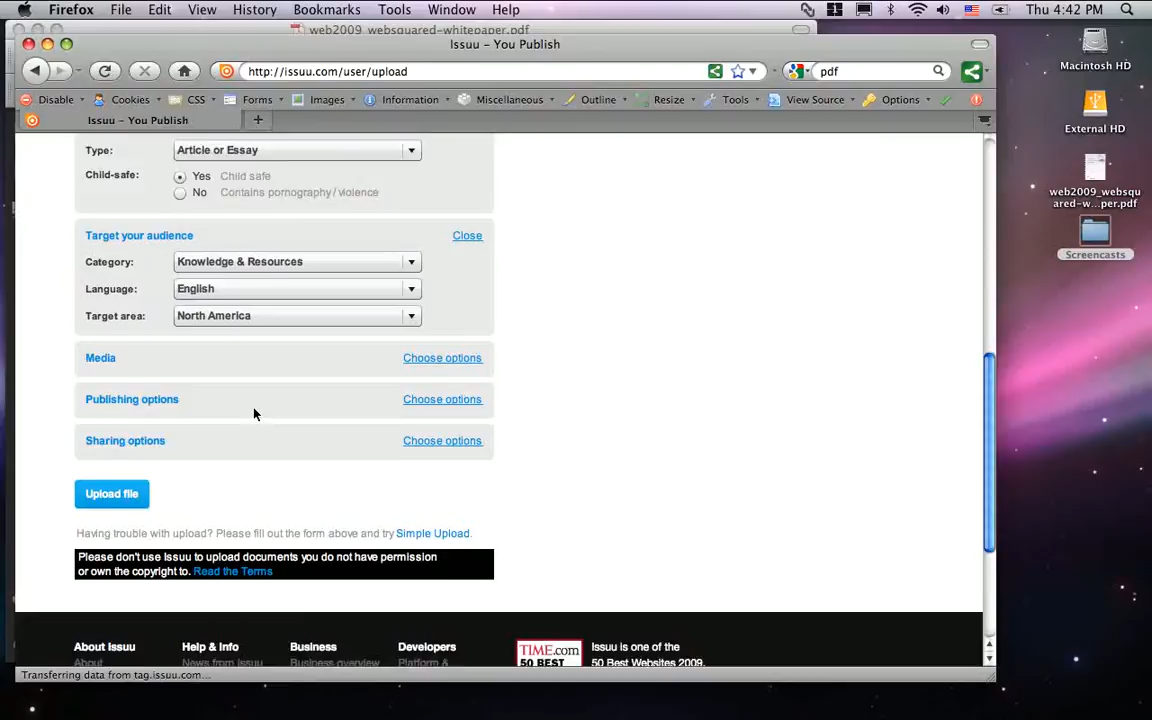 Firefox File Edit View History Bookmarks Tools Window Help Thu 4:42 PM
web2009_websquared-whitepaper.pdf
Issuu – You Publish
http://issuu.com/user/upload pdf
Disable Cookies CSS Forms Images Information Miscellaneous Outline Resize Tools View Source Options
Issuu – You Publish
Macintosh HD
External HD
web2009_websqu
ared-w...per.pdf
Screencasts
Type: Article or Essay
Child-safe: Yes Child safe
No Contains pornography/violence
Target your audience Close
Category: Knowledge & Resources
Language: English
Target area: North America
Media Choose options
Publishing options Choose options
Sharing options Choose options
Upload file
Having trouble with upload? Please fill out the form above and try Simple Upload.
Please don't use Issuu to upload documents you do not have permission
or own the copyright to. Read the Terms
About Issuu Help & Info Business Developers TIME.com Issuu is one of the
About News from Issuu Business overview Platform & 50 BEST 50 Best Websites 2009.
Transferring data from tag.issuu.com...